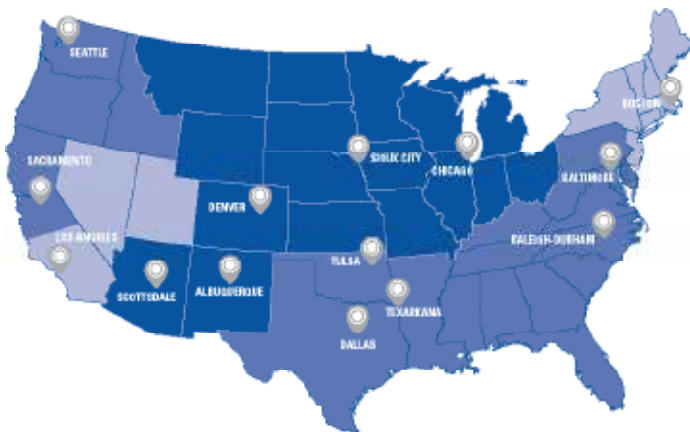 SEATTLE
SACRAMENTO
LOS ANGELES
SCOTTSDALE
ALBUQUERQUE
DENVER
SIOUX CITY
CHICAGO
TULSA
TEXARKANA
DALLAS
BOSTON
BALTIMORE
RALEIGH-DURHAM